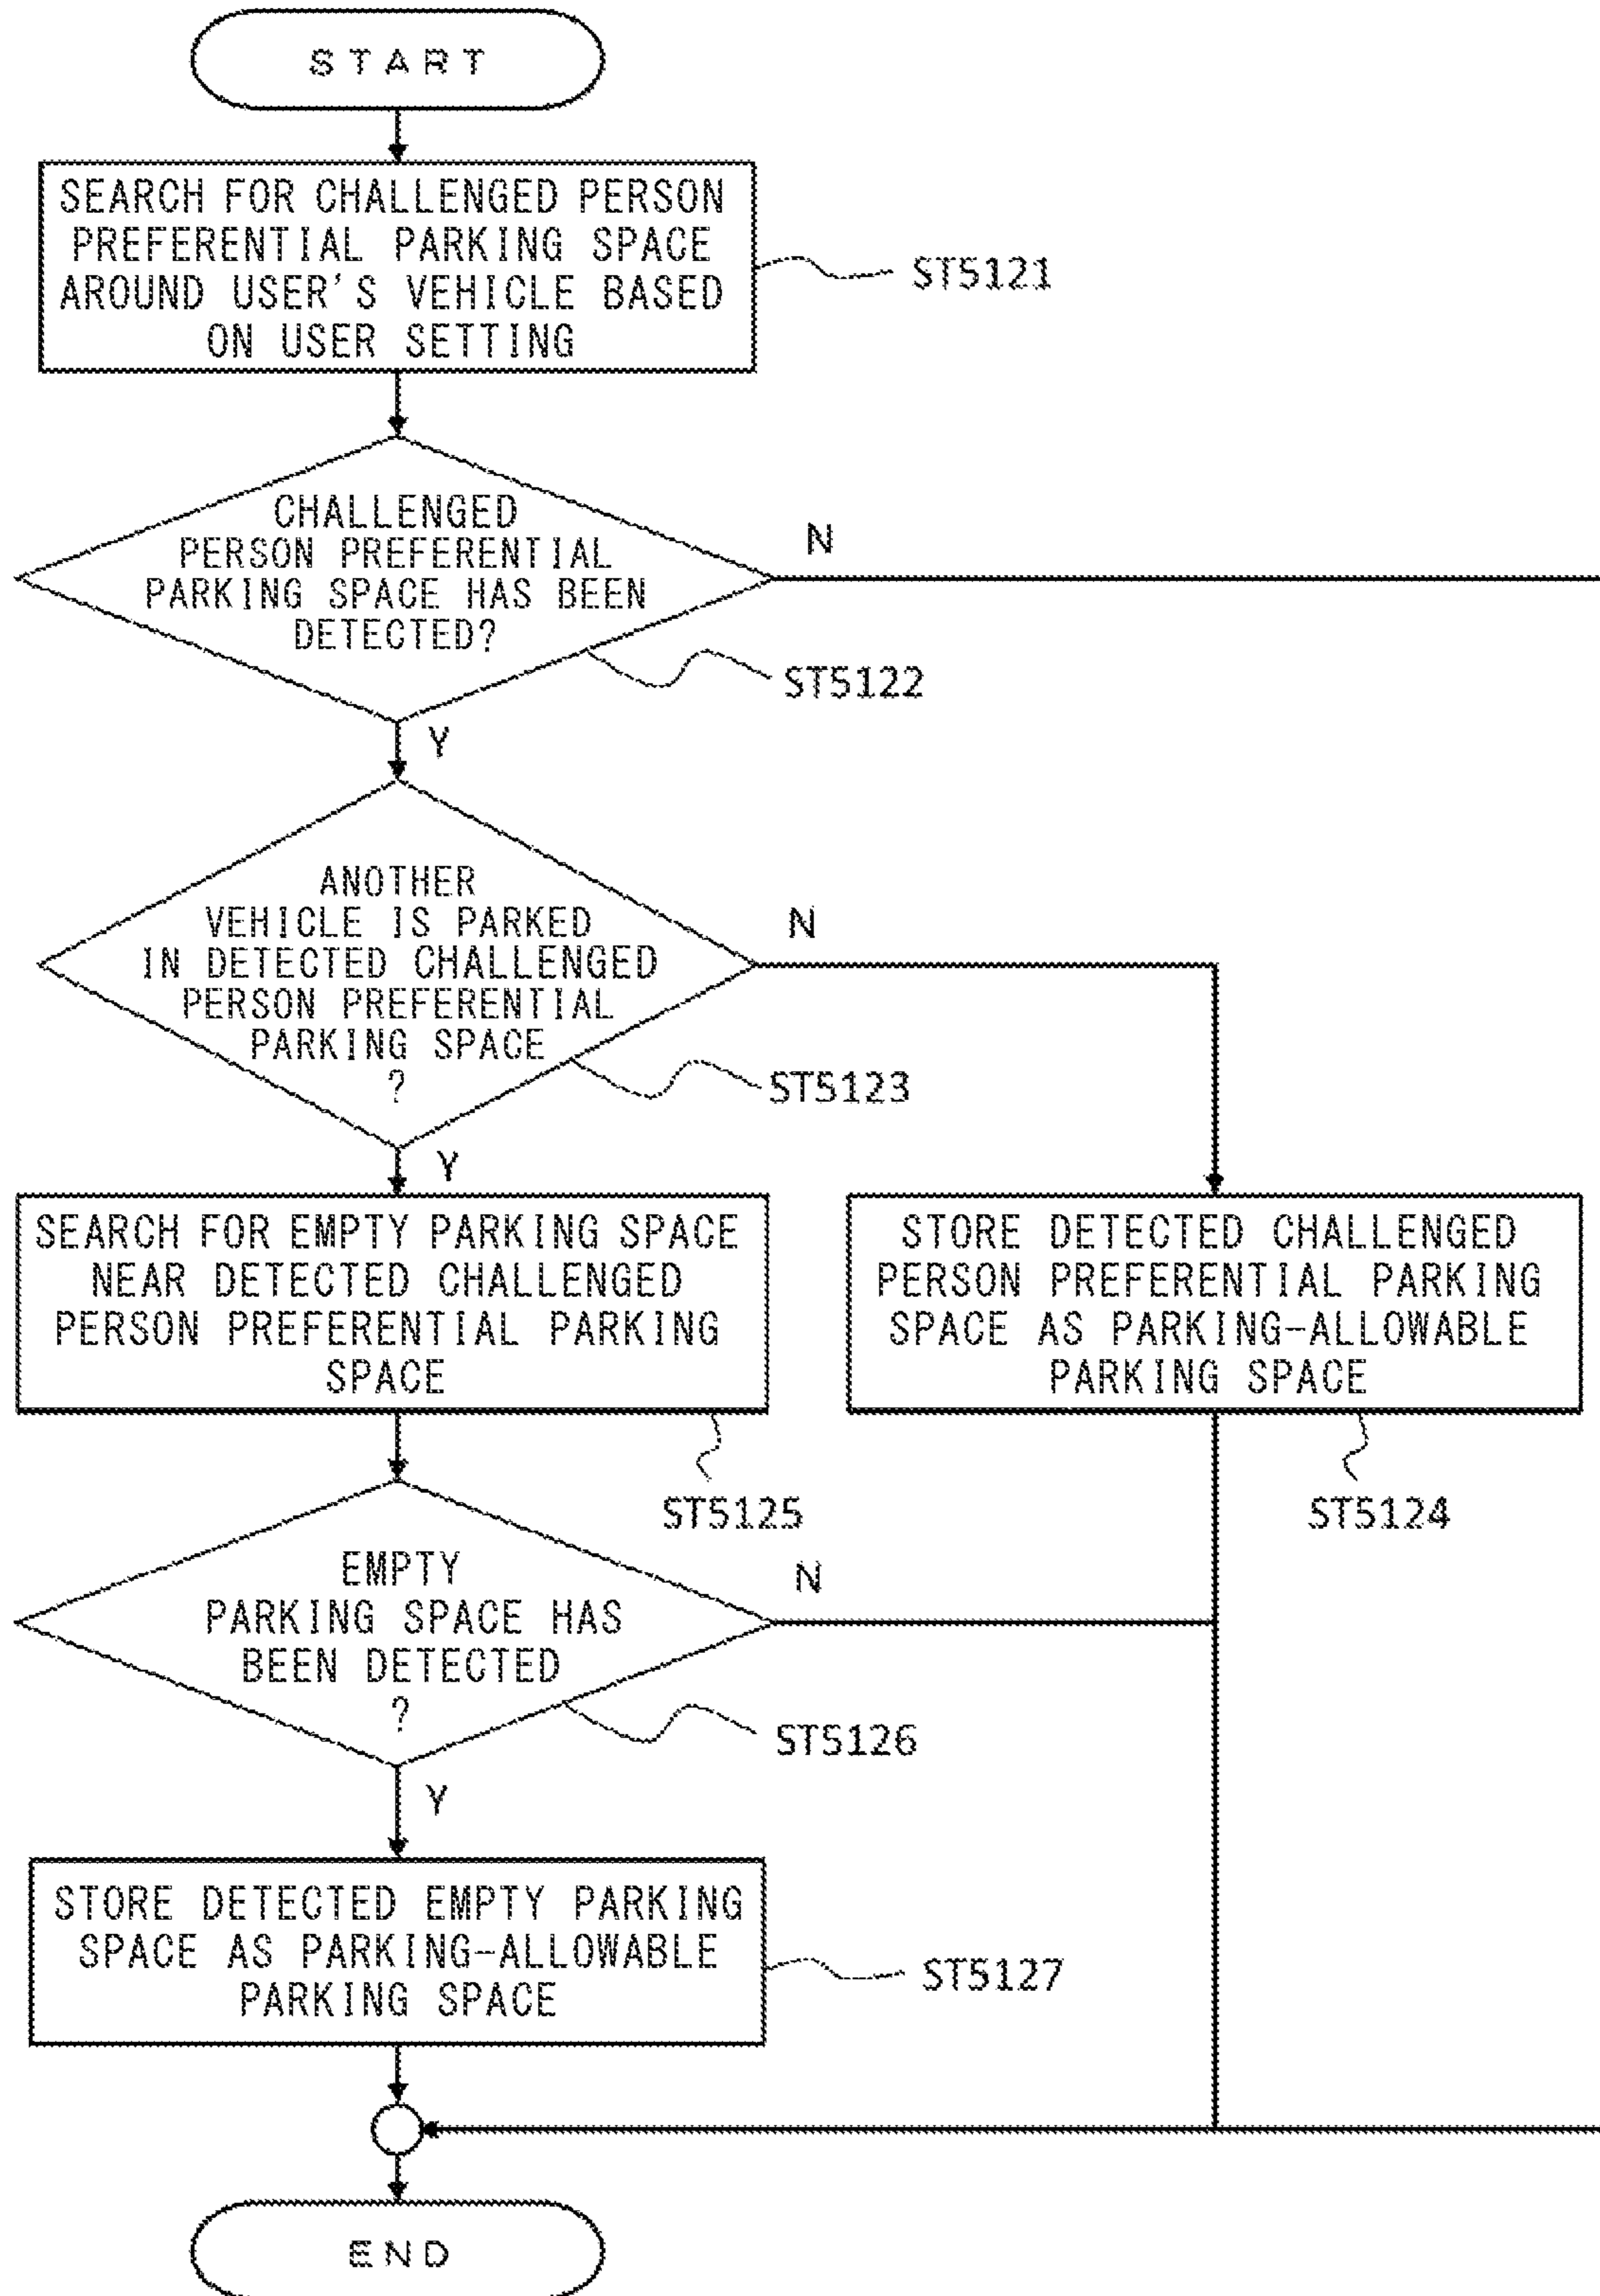 START
SEARCH FOR CHALLENGED PERSON
PREFERENTIAL PARKING SPACE
AROUND USER'S VEHICLE BASED
ON USER SETTING
ST5121
CHALLENGED
PERSON PREFERENTIAL
PARKING SPACE HAS BEEN
DETECTED?
N
ST5122
Y
ANOTHER
VEHICLE IS PARKED
IN DETECTED CHALLENGED
PERSON PREFERENTIAL
PARKING SPACE
?
N
ST5123
Y
SEARCH FOR EMPTY PARKING SPACE
NEAR DETECTED CHALLENGED
PERSON PREFERENTIAL PARKING
SPACE
ST5125
STORE DETECTED CHALLENGED
PERSON PREFERENTIAL PARKING
SPACE AS PARKING-ALLOWABLE
PARKING SPACE
ST5124
EMPTY
PARKING SPACE HAS
BEEN DETECTED
?
N
ST5126
Y
STORE DETECTED EMPTY PARKING
SPACE AS PARKING-ALLOWABLE
PARKING SPACE
ST5127
END